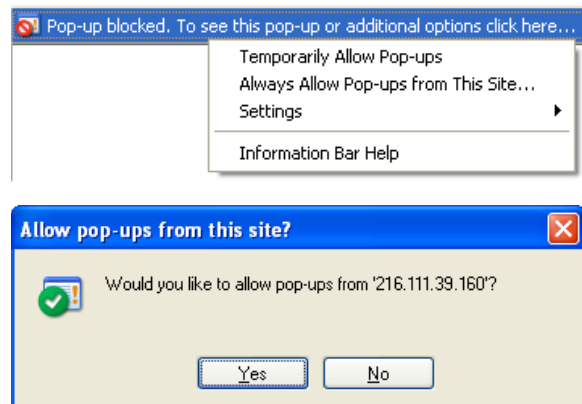 Pop-up blocked. To see this pop-up or additional options click here...
Temporarily Allow Pop-ups
Always Allow Pop-ups from This Site...
Settings
Information Bar Help
Allow pop-ups from this site?
Would you like to allow pop-ups from '216.111.39.160'?
Yes No